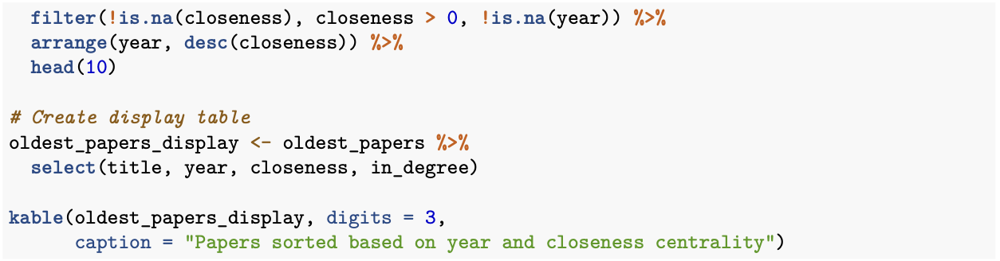 filter(!is.na(closeness), closeness > 0, !is.na(year)) %>%
arrange(year, desc(closeness)) %>%
head(10)
# Create display table
oldest_papers_display <- oldest_papers %>%
select(title, year, closeness, in_degree)
kable(oldest_papers_display, digits = 3,
caption = "Papers sorted based on year and closeness centrality")